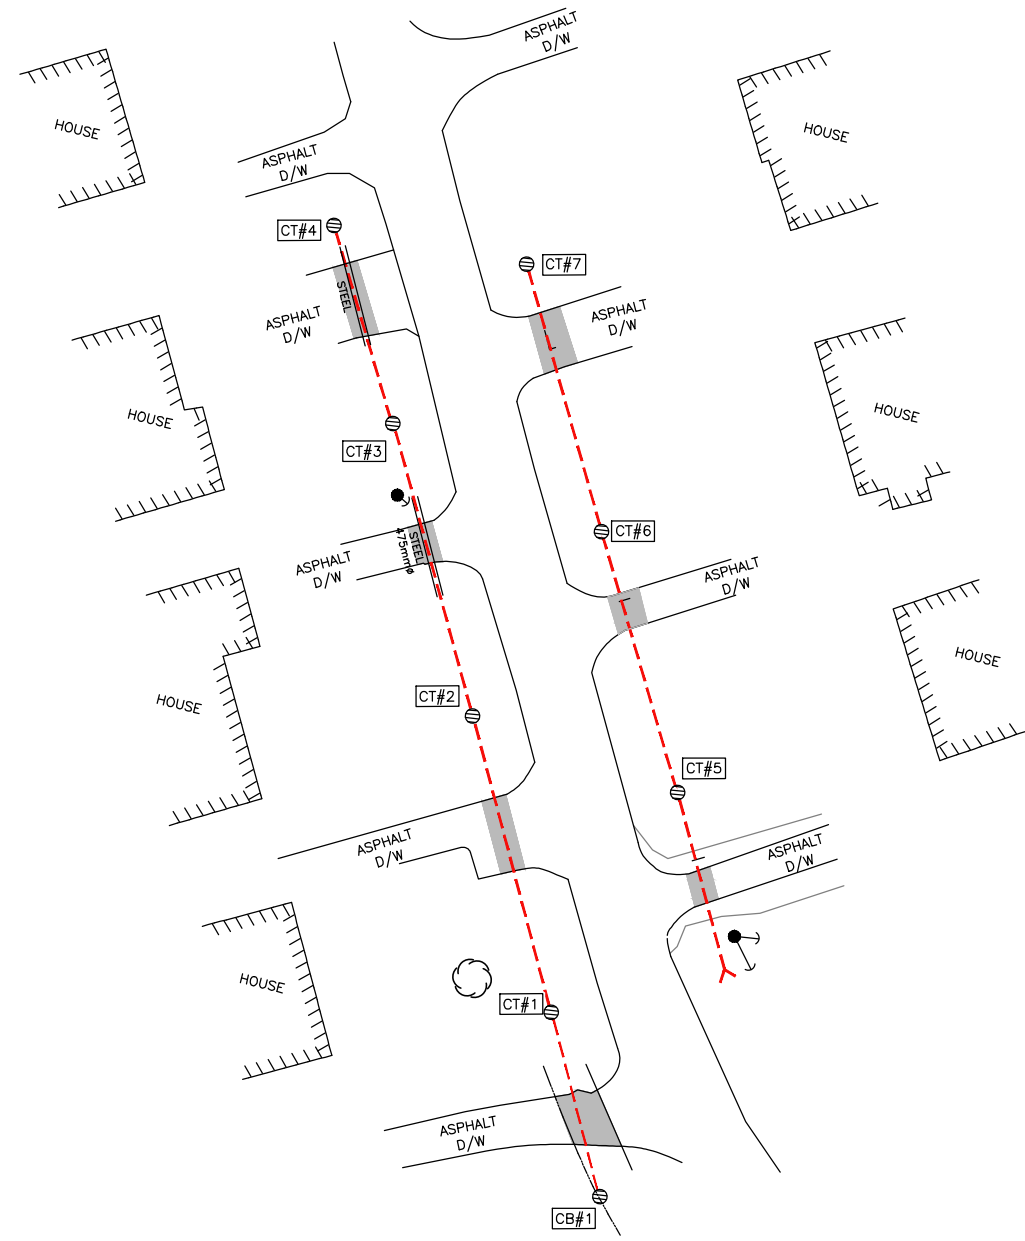 ASPHALT
D/W
HOUSE
HOUSE
ASPHALT
D/W
CT#4
CT#7
STEEL
ASPHALT
D/W
ASPHALT
D/W
HOUSE
HOUSE
CT#3
CT#6
STEEL
475mmø
ASPHALT
D/W
ASPHALT
D/W
HOUSE
HOUSE
CT#2
CT#5
ASPHALT
D/W
ASPHALT
D/W
HOUSE
CT#1
ASPHALT
D/W
CB#1